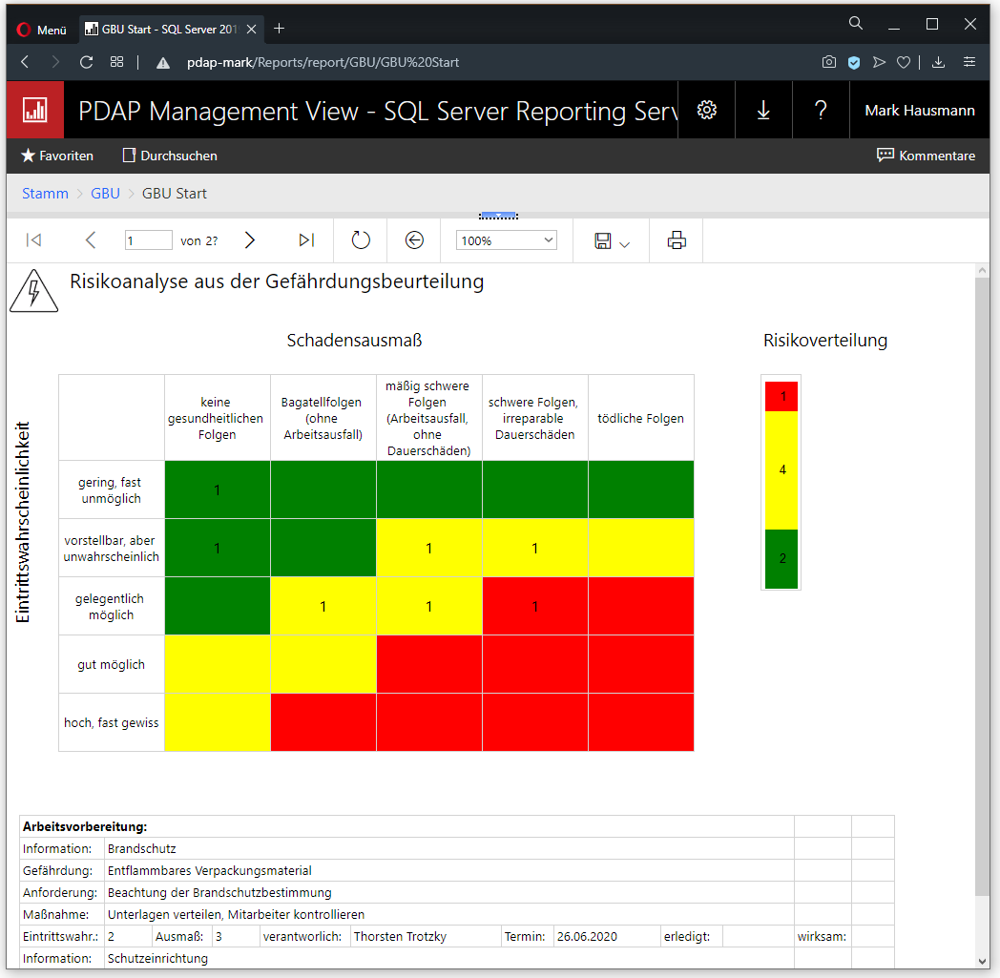 Menü
GBU Start - SQL Server 201
pdap-mark/Reports/report/GBU/GBU%20Start
PDAP Management View - SQL Server Reporting Serv
?
Mark Hausmann
Favoriten
Durchsuchen
Kommentare
Stamm > GBU > GBU Start
1 von 2?
100%
Risikoanalyse aus der Gefährdungsbeurteilung
Schadensausmaß
Risikoverteilung
Eintrittswahrscheinlichkeit
keine
gesundheitlichen
Folgen
Bagatellfolgen
(ohne
Arbeitsausfall)
mäßig schwere
Folgen
(Arbeitsausfall,
ohne
Dauerschäden)
schwere Folgen,
irreparable
Dauerschäden
tödliche Folgen
gering, fast
unmöglich
1
vorstellbar, aber
unwahrscheinlich
1 1 1
gelegentlich
möglich
1 1 1
gut möglich
hoch, fast gewiss
1
4
2
Arbeitsvorbereitung:
Information: Brandschutz
Gefährdung: Entflammbares Verpackungsmaterial
Anforderung: Beachtung der Brandschutzbestimmung
Maßnahme: Unterlagen verteilen, Mitarbeiter kontrollieren
Eintrittswahr.: 2 Ausmaß: 3 verantworlich: Thorsten Trotzky Termin: 26.06.2020 erledigt: wirksam:
Information: Schutzeinrichtung